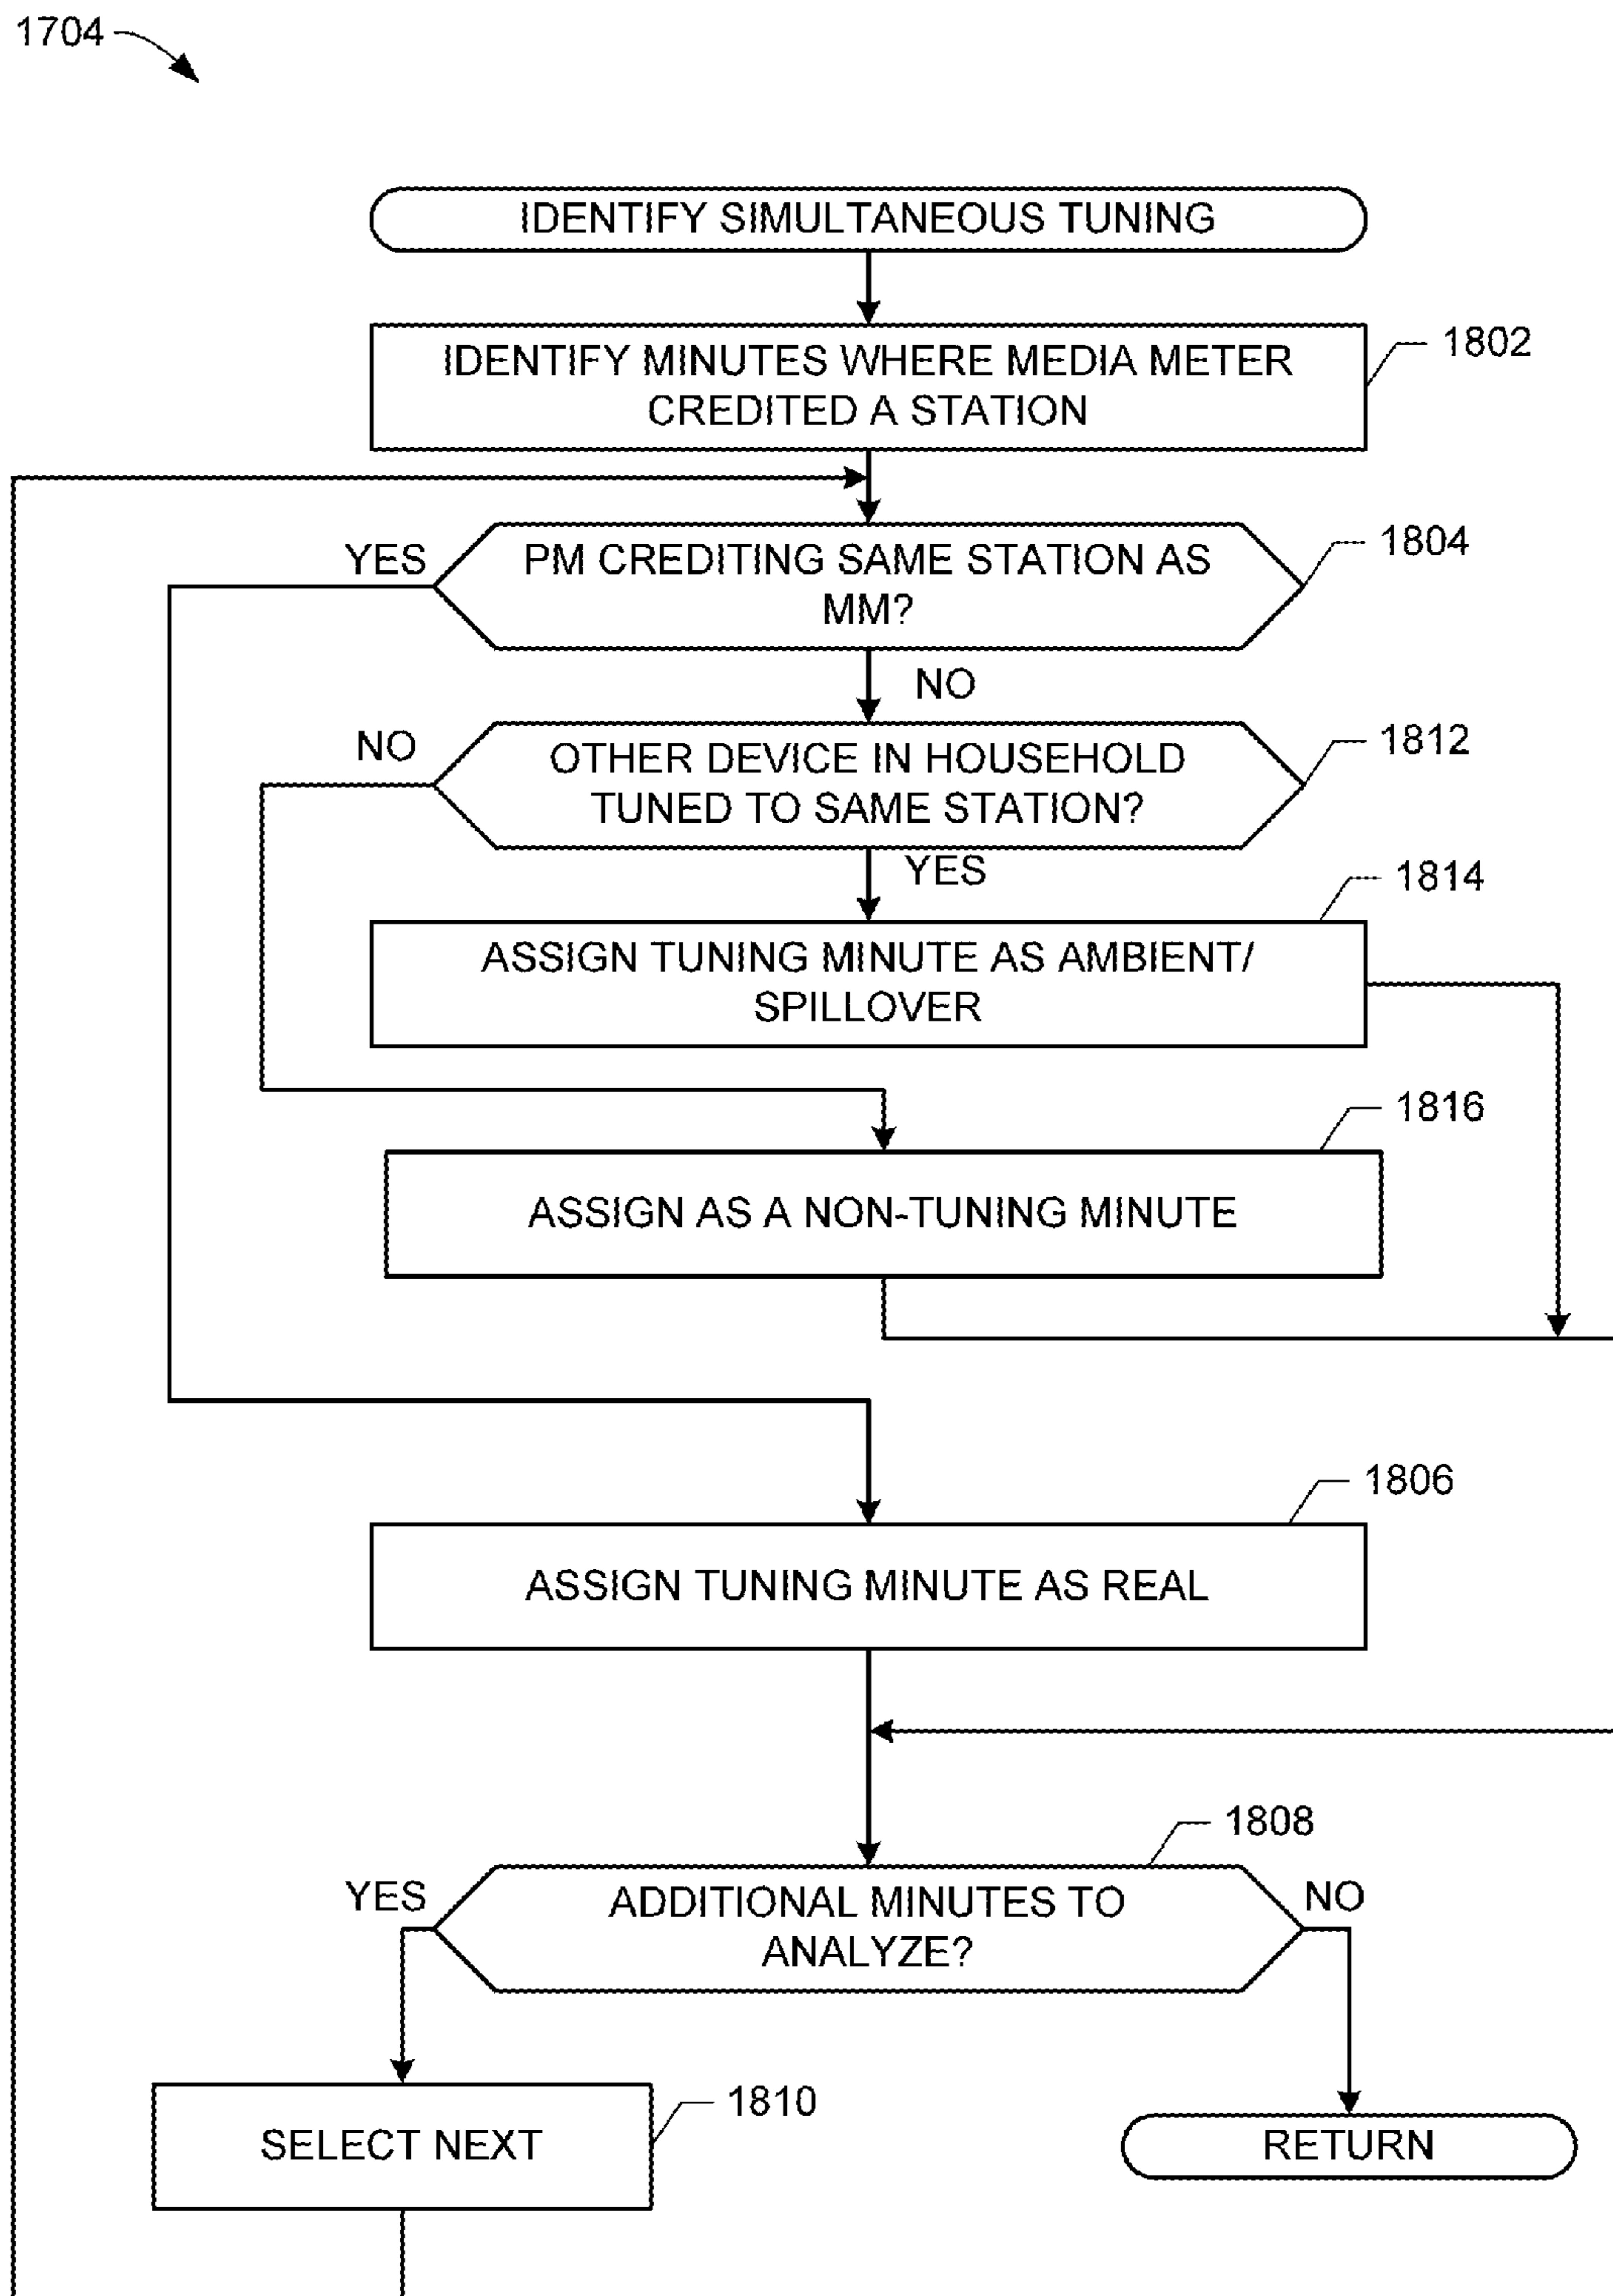 1704
IDENTIFY SIMULTANEOUS TUNING
IDENTIFY MINUTES WHERE MEDIA METER
CREDITED A STATION
1802
YES
PM CREDITING SAME STATION AS
MM?
1804
NO
NO
OTHER DEVICE IN HOUSEHOLD
TUNED TO SAME STATION?
1812
YES
1814
ASSIGN TUNING MINUTE AS AMBIENT/
SPILLOVER
1816
ASSIGN AS A NON-TUNING MINUTE
1806
ASSIGN TUNING MINUTE AS REAL
1808
YES
ADDITIONAL MINUTES TO
ANALYZE?
NO
1810
SELECT NEXT
RETURN